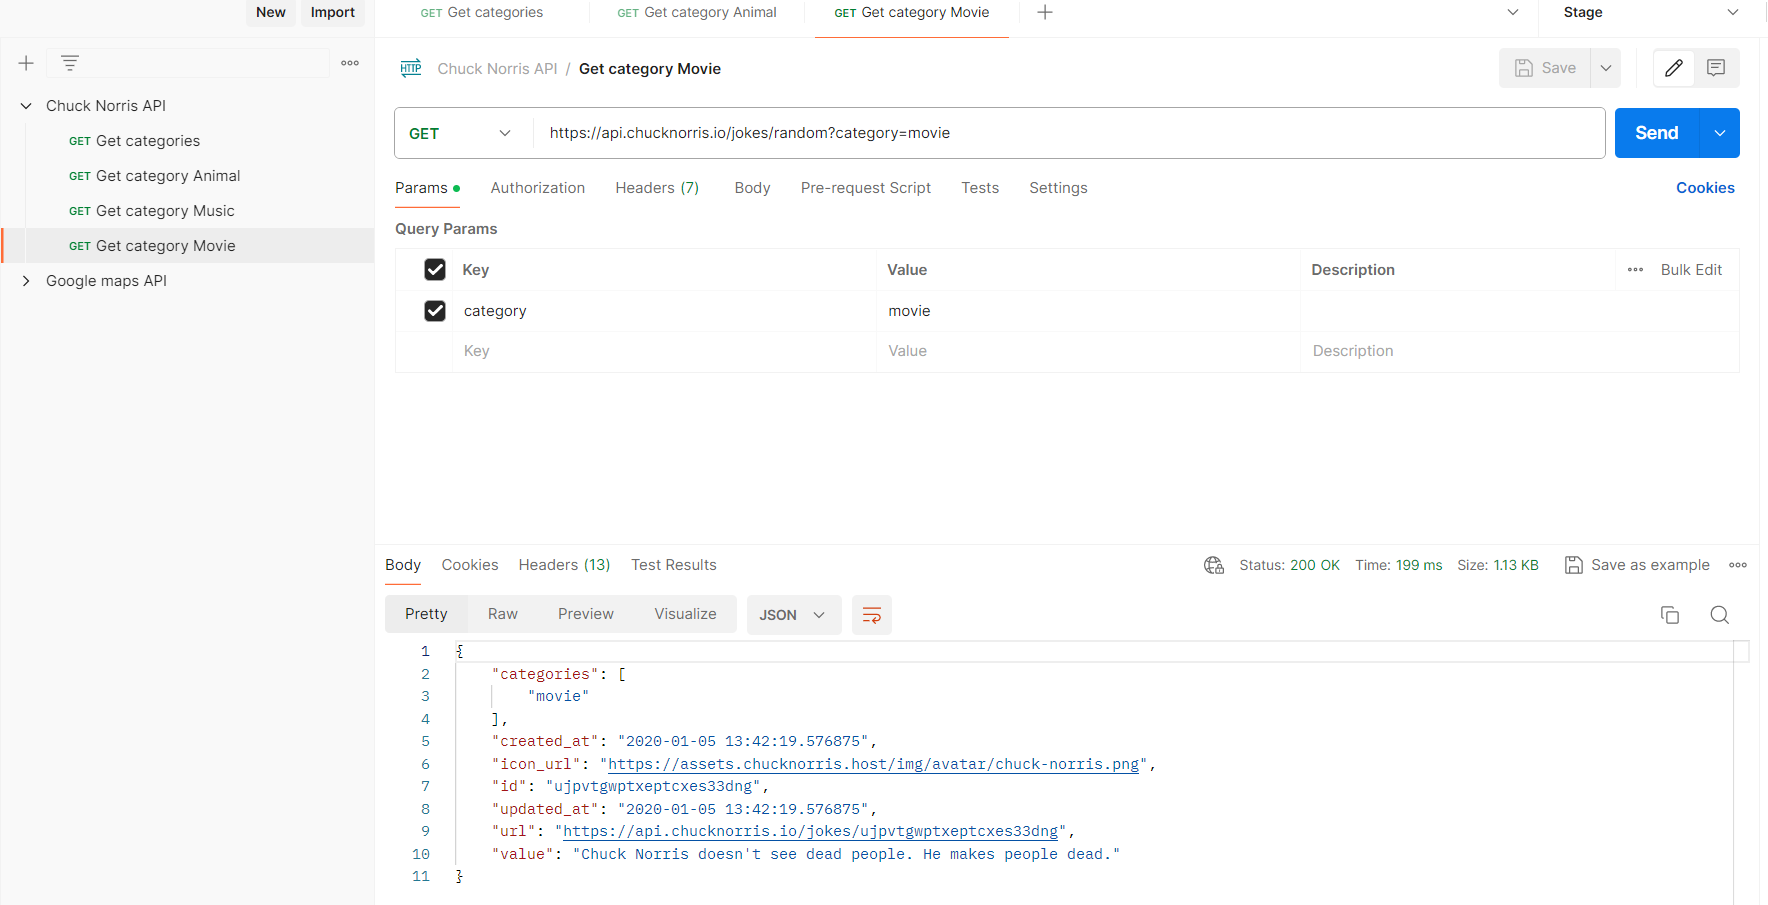 New Import
GET Get categories GET Get category Animal GET Get category Movie Stage
HTTP Chuck Norris API / Get category Movie Save
Chuck Norris API
GET Get categories
GET Get category Animal
GET Get category Music
GET Get category Movie
Google maps API
GET https://api.chucknorris.io/jokes/random?category=movie Send
Params Authorization Headers (7) Body Pre-request Script Tests Settings Cookies
Query Params
Key Value Description Bulk Edit
category movie
Key Value Description
Body Cookies Headers (13) Test Results Status: 200 OK Time: 199 ms Size: 1.13 KB Save as example
Pretty Raw Preview Visualize JSON
1 {
2 "categories": [
3 "movie"
4 ],
5 "created_at": "2020-01-05 13:42:19.576875",
6 "icon_url": "https://assets.chucknorris.host/img/avatar/chuck-norris.png",
7 "id": "ujpvtgwptxeptcxes33dng",
8 "updated_at": "2020-01-05 13:42:19.576875",
9 "url": "https://api.chucknorris.io/jokes/ujpvtgwptxeptcxes33dng",
10 "value": "Chuck Norris doesn't see dead people. He makes people dead."
11 }